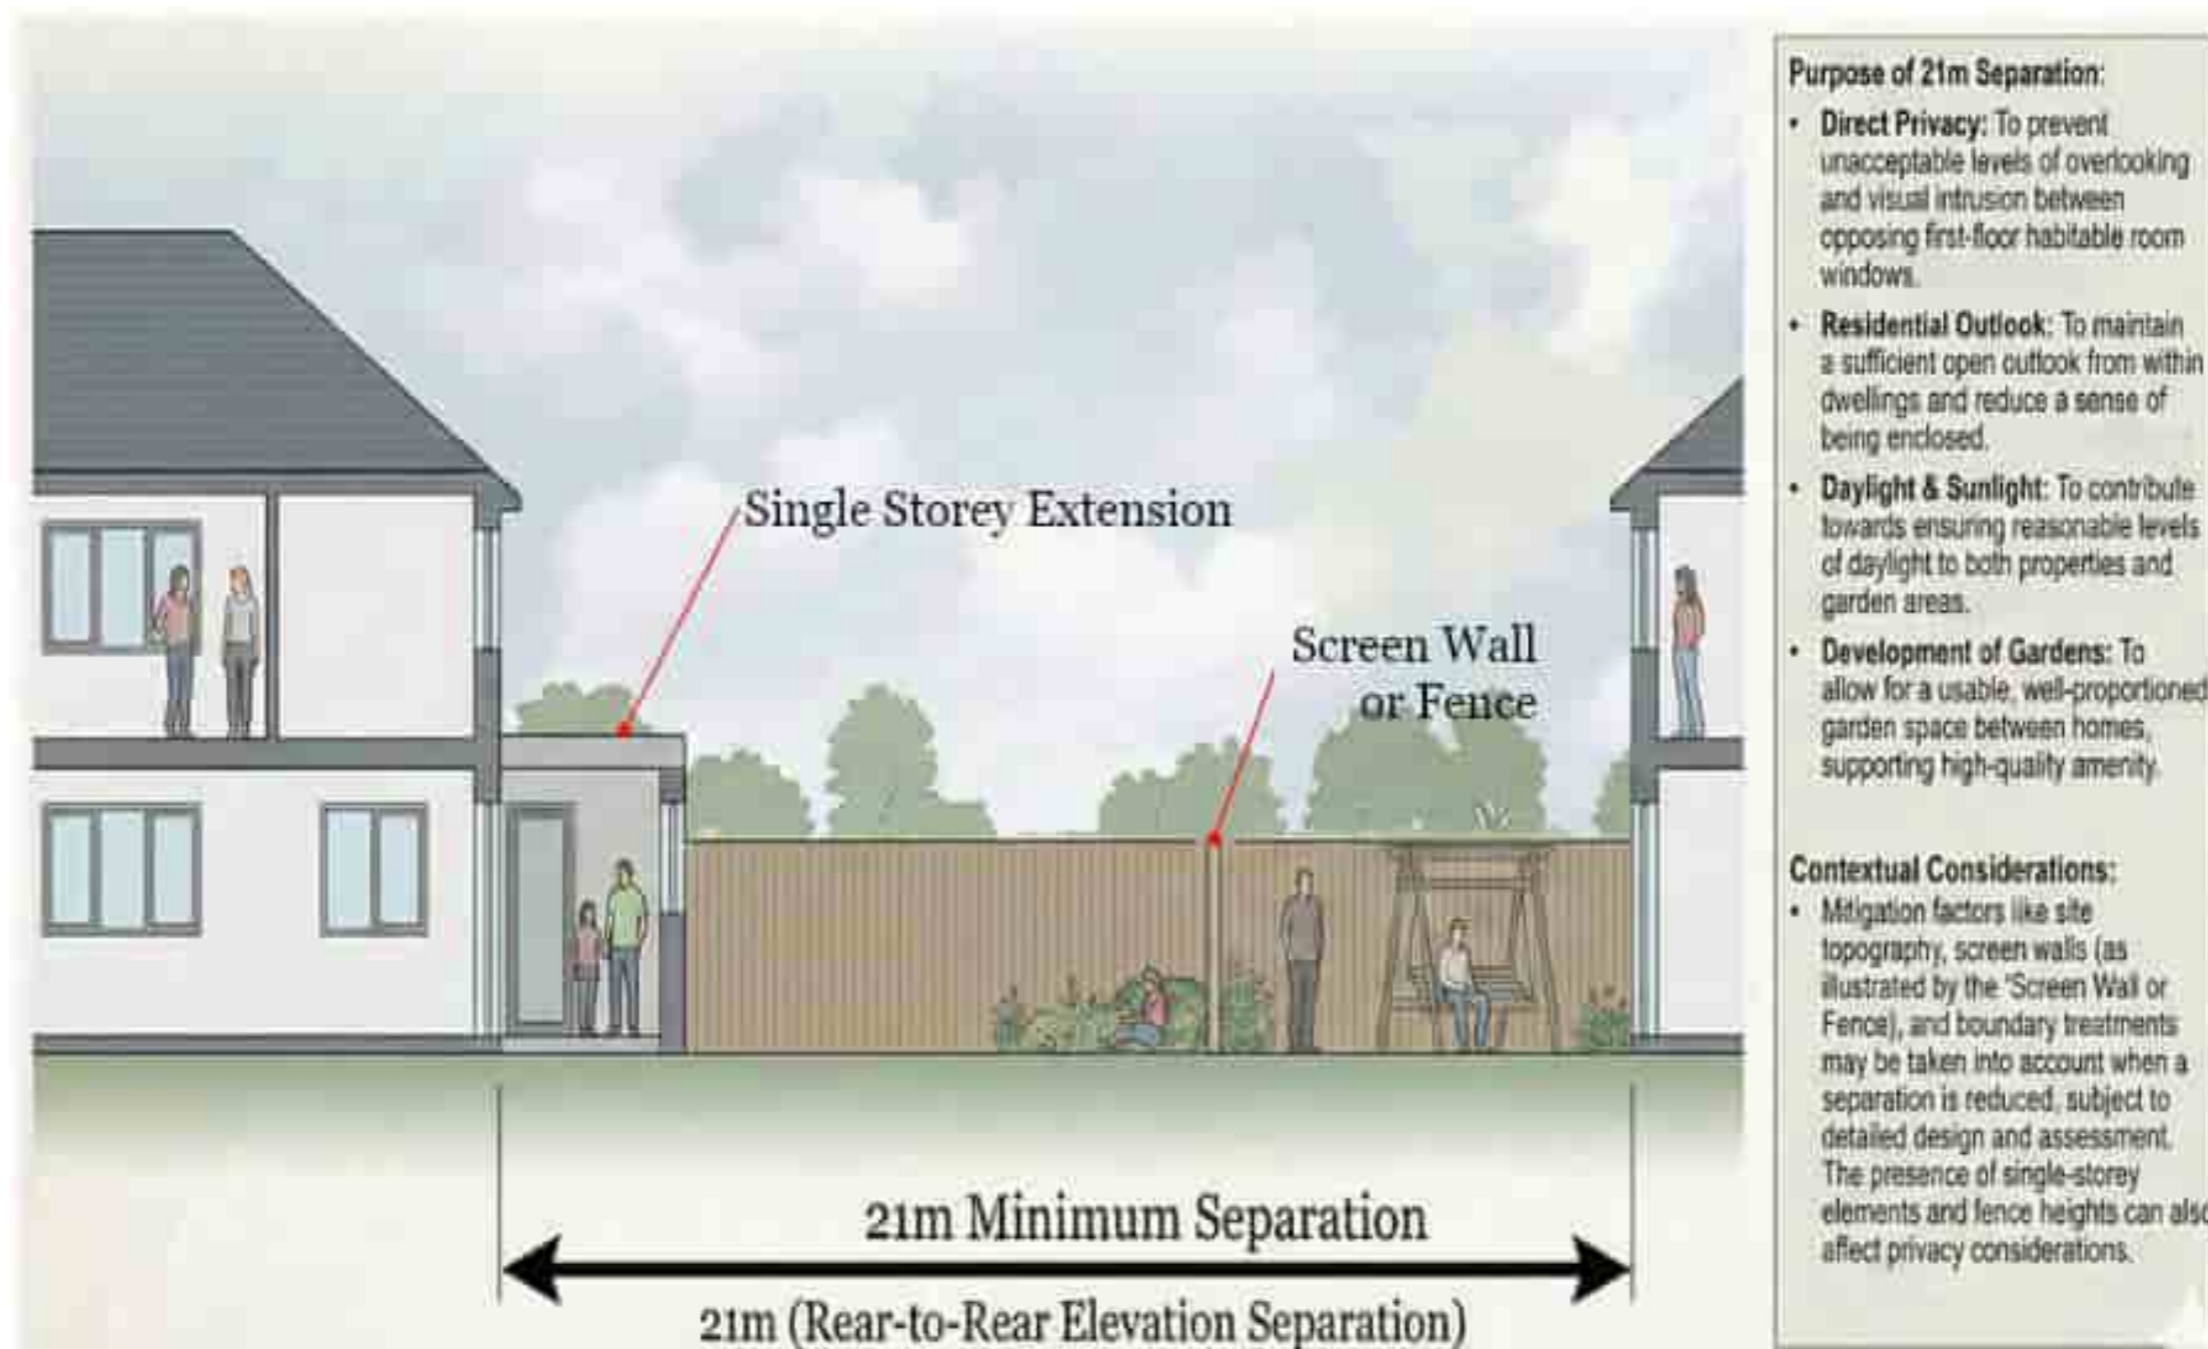 Single Storey Extension
Screen Wall
or Fence
21m Minimum Separation
21m (Rear-to-Rear Elevation Separation)
Purpose of 21m Separation:
• Direct Privacy: To prevent
unacceptable levels of overlooking
and visual intrusion between
opposing first-floor habitable room
windows.
• Residential Outlook: To maintain
a sufficient open outlook from within
dwellings and reduce a sense of
being enclosed.
• Daylight & Sunlight: To contribute
towards ensuring reasonable levels
of daylight to both properties and
garden areas.
• Development of Gardens: To
allow for a usable, well-proportioned
garden space between homes,
supporting high-quality amenity.
Contextual Considerations:
• Mitigation factors like site
topography, screen walls (as
illustrated by the 'Screen Wall or
Fence), and boundary treatments
may be taken into account when a
separation is reduced, subject to
detailed design and assessment.
The presence of single-storey
elements and fence heights can also
affect privacy considerations.